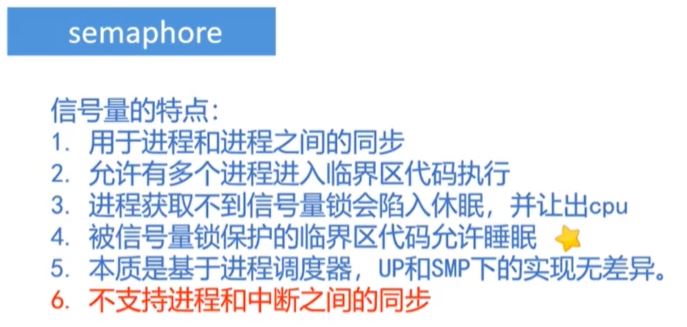 semaphore
信号量的特点：
1. 用于进程和进程之间的同步
2. 允许有多个进程进入临界区代码执行
3. 进程获取不到信号量锁会陷入休眠，并让出cpu
4. 被信号量锁保护的临界区代码允许睡眠
5. 本质是基于进程调度器，UP和SMP下的实现无差异。
6. 不支持进程和中断之间的同步